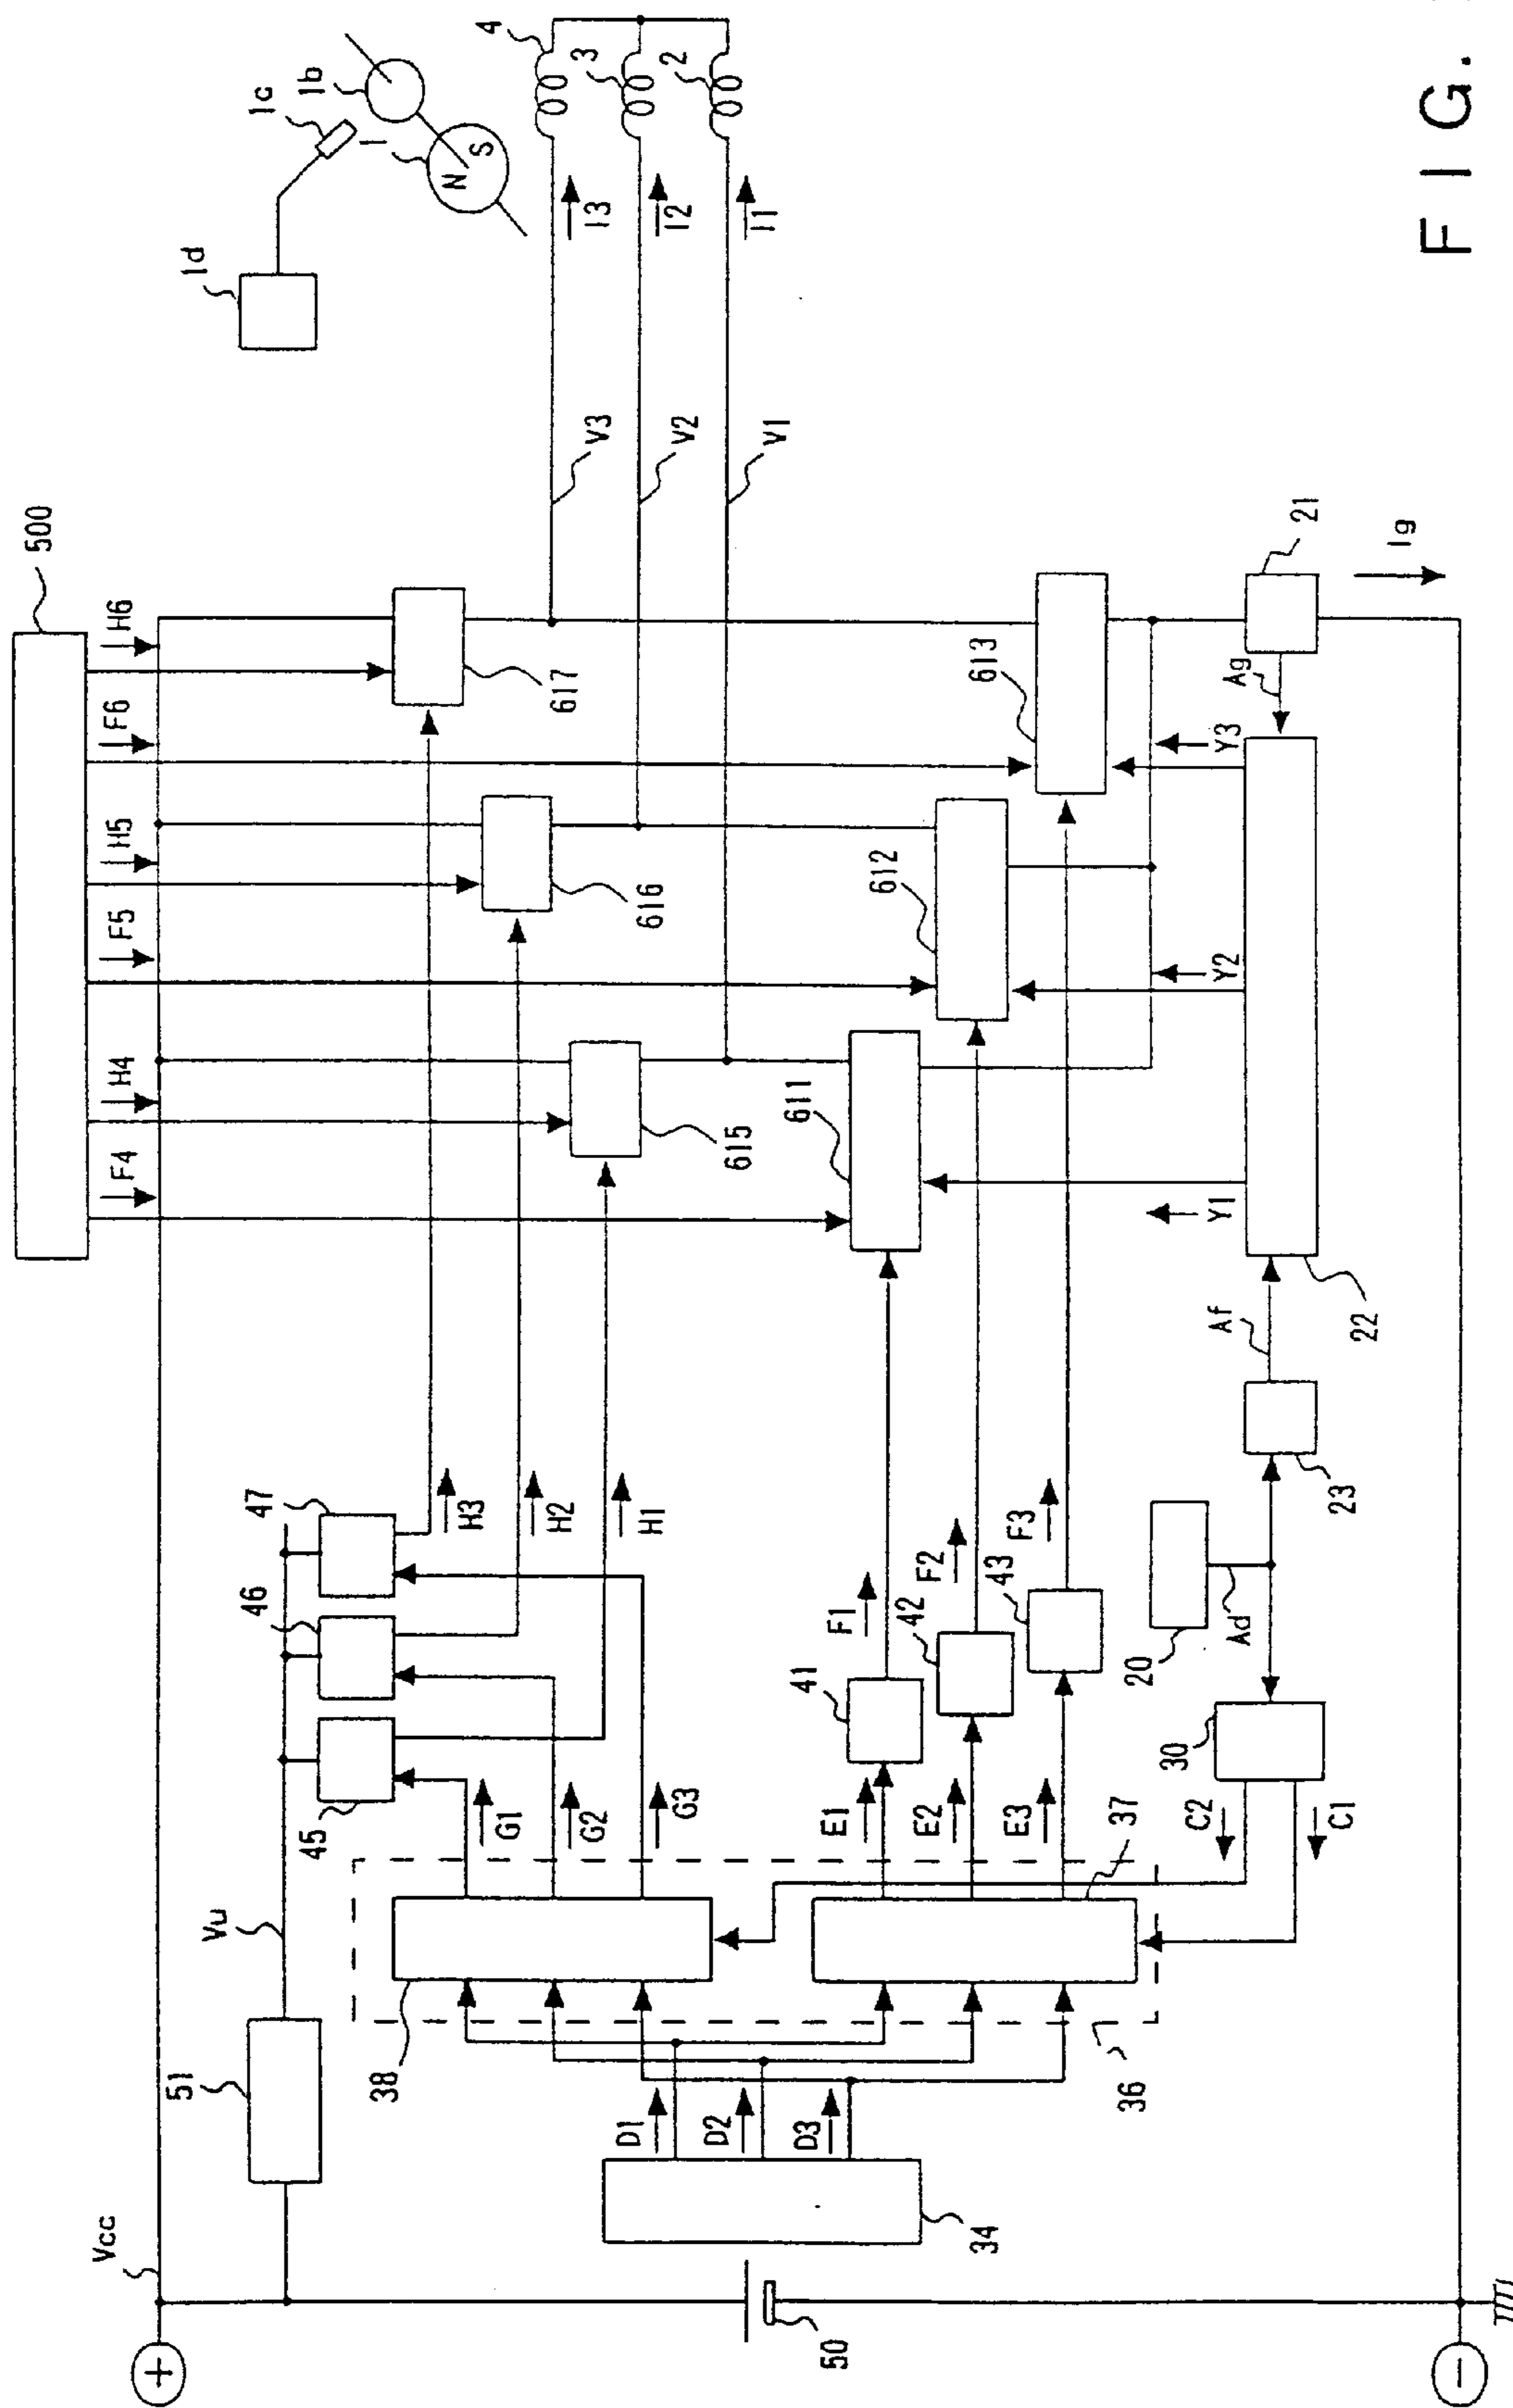 500
H6
F6
H5
F5
H4
F4
1d
1c
1b
1
N
S
4
3
2
I3
I2
I1
V3
V2
V1
617
616
615
613
612
611
21
Ig
Ag
Y3
Y2
Y1
22
Af
23
20
Ad
30
C2
C1
47
46
45
H3
H2
H1
F1
F2
F3
41
42
43
G1
G2
G3
E1
E2
E3
37
38
36
Vu
51
D1
D2
D3
34
Vcc
50
+
−
FIG.